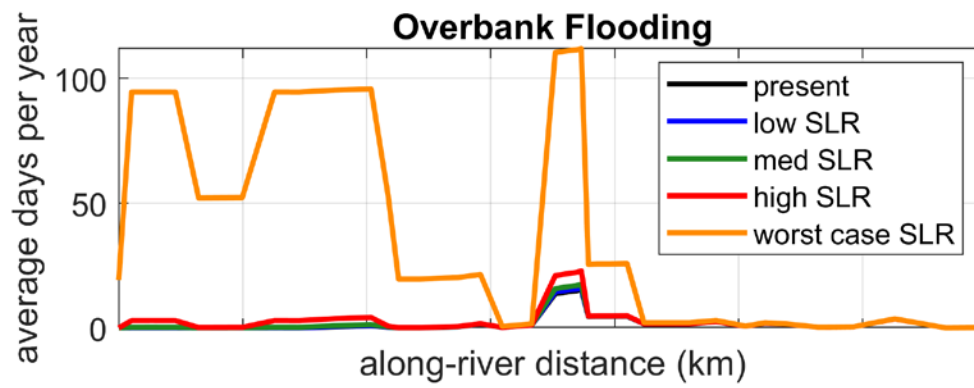 Overbank Flooding
average days per year
100
50
0
present
low SLR
med SLR
high SLR
worst case SLR
along-river distance (km)